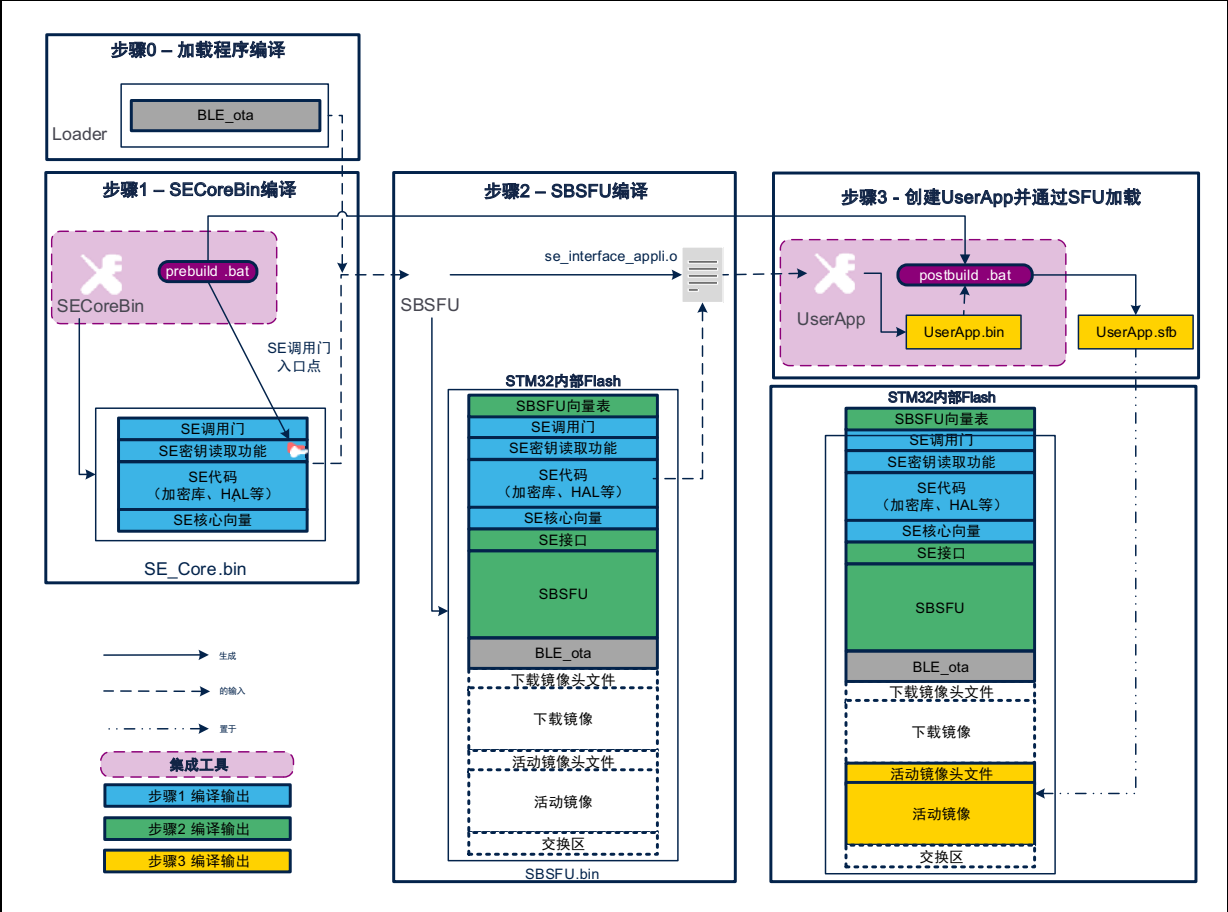 步骤0 – 加载程序编译
BLE_ota
Loader
步骤1 – SECoreBin编译
prebuild .bat
SECoreBin
SE调用门
入口点
SE调用门
SE密钥读取功能
SE代码
（加密库、HAL等）
SE核心向量
SE_Core.bin
步骤2 – SBSFU编译
se_interface_appli.o
SBSFU
STM32内部Flash
SBSFU向量表
SE调用门
SE密钥读取功能
SE代码
（加密库、HAL等）
SE核心向量
SE接口
SBSFU
BLE_ota
下载镜像头文件
下载镜像
活动镜像头文件
活动镜像
交换区
SBSFU.bin
步骤3 - 创建UserApp并通过SFU加载
postbuild .bat
UserApp
UserApp.bin
UserApp.sfb
STM32内部Flash
SBSFU向量表
SE调用门
SE密钥读取功能
SE代码
（加密库、HAL等）
SE核心向量
SE接口
SBSFU
BLE_ota
下载镜像头文件
下载镜像
活动镜像头文件
活动镜像
交换区
生成
的输入
置于
集成工具
步骤1 编译输出
步骤2 编译输出
步骤3 编译输出